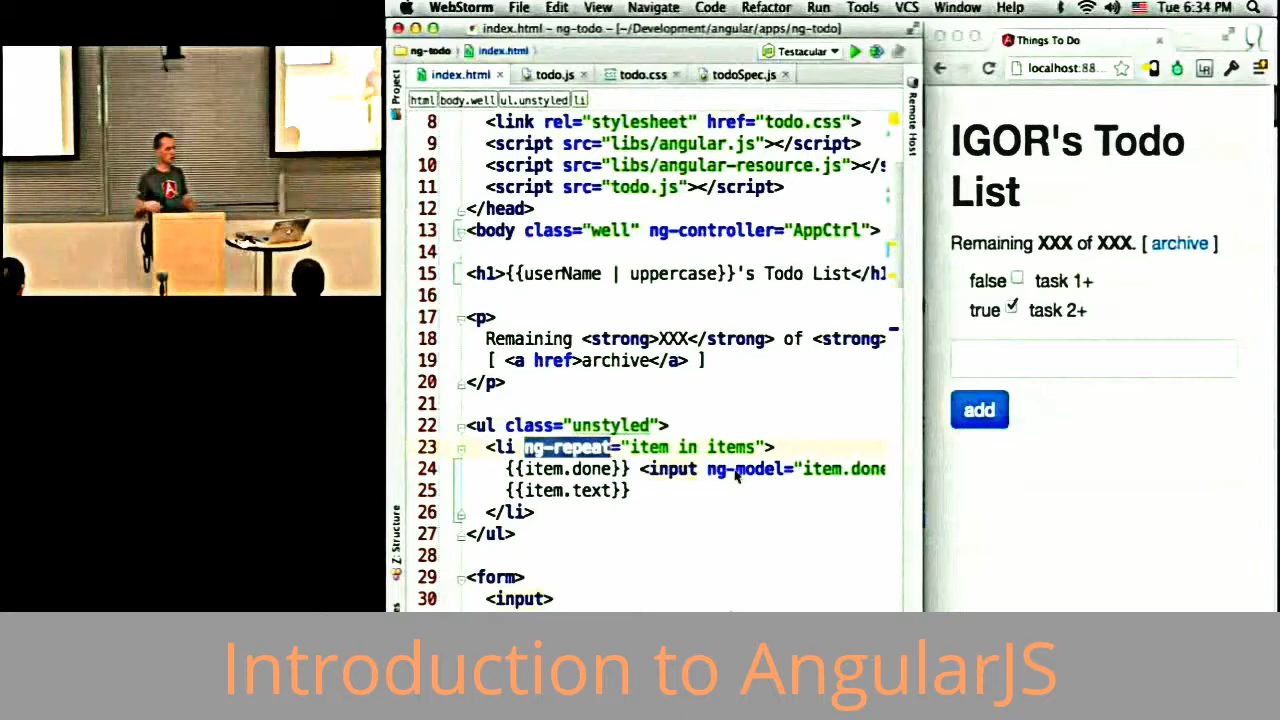 WebStorm File Edit View Navigate Code Refactor Run Tools VCS Window Help Tue 6:34 PM
index.html – ng-todo – [~/Development/angular/apps/ng-todo]
ng-todo index.html Testacular
index.html todo.js todo.css todoSpec.js
html body.well ul.unstyled li
Project
Remote Host
Z: Structure
8 <link rel="stylesheet" href="todo.css">
9 <script src="libs/angular.js"></script>
10 <script src="libs/angular-resource.js"></s
11 <script src="todo.js"></script>
12 </head>
13 <body class="well" ng-controller="AppCtrl">
14
15 <h1>{{userName | uppercase}}'s Todo List</h1
16
17 <p>
18 Remaining <strong>XXX</strong> of <strong>
19 [ <a href>archive</a> ]
20 </p>
21
22 <ul class="unstyled">
23 <li ng-repeat="item in items">
24 {{item.done}} <input ng-model="item.done
25 {{item.text}}
26 </li>
27 </ul>
28
29 <form>
30 <input>
Things To Do
localhost:88...
IGOR's Todo
List
Remaining XXX of XXX. [ archive ]
false task 1+
true task 2+
add
Introduction to AngularJS